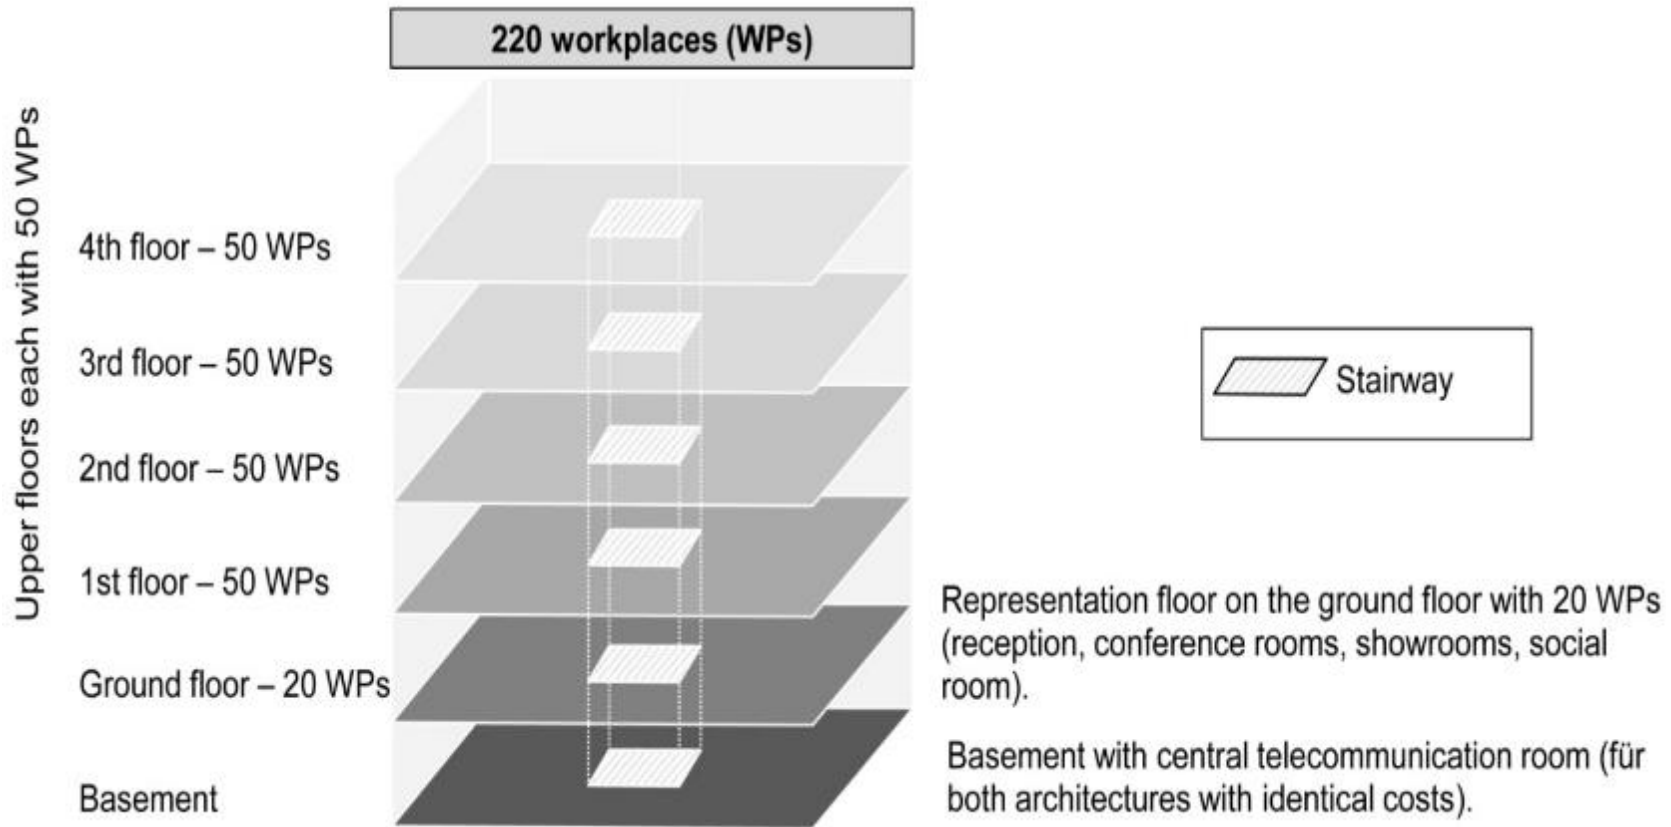 220 workplaces (WPs)
Upper floors each with 50 WPs
4th floor – 50 WPs
3rd floor – 50 WPs
2nd floor – 50 WPs
1st floor – 50 WPs
Ground floor – 20 WPs
Basement
Stairway
Representation floor on the ground floor with 20 WPs
(reception, conference rooms, showrooms, social
room).
Basement with central telecommunication room (für
both architectures with identical costs).